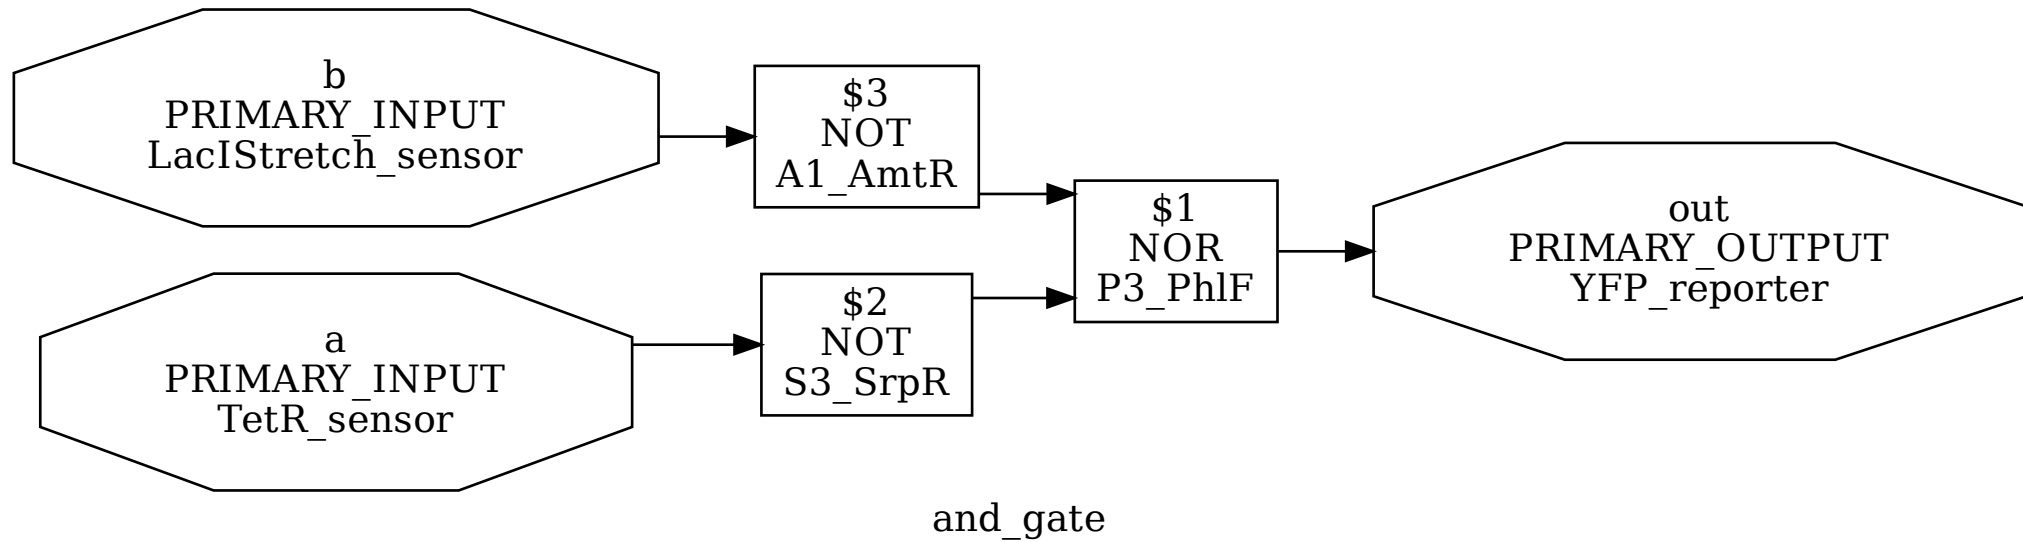 b
PRIMARY_INPUT
LacIStretch_sensor
$3
NOT
A1_AmtR
a
PRIMARY_INPUT
TetR_sensor
$2
NOT
S3_SrpR
$1
NOR
P3_PhlF
out
PRIMARY_OUTPUT
YFP_reporter
and_gate